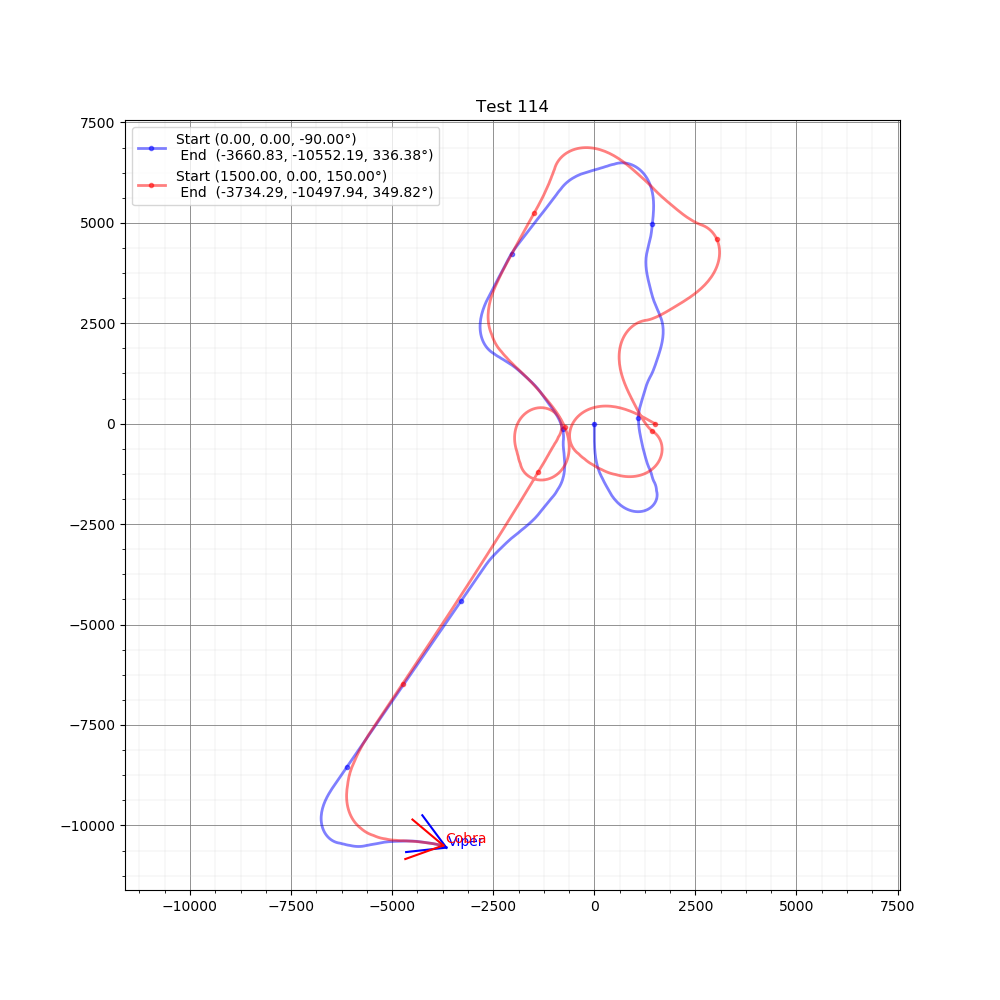 Test 114
Start (0.00, 0.00, -90.00°)
End (-3660.83, -10552.19, 336.38°)
Start (1500.00, 0.00, 150.00°)
End (-3734.29, -10497.94, 349.82°)
7500
5000
2500
0
−2500
−5000
−7500
−10000
Cobra
Viper
−10000 −7500 −5000 −2500 0 2500 5000 7500